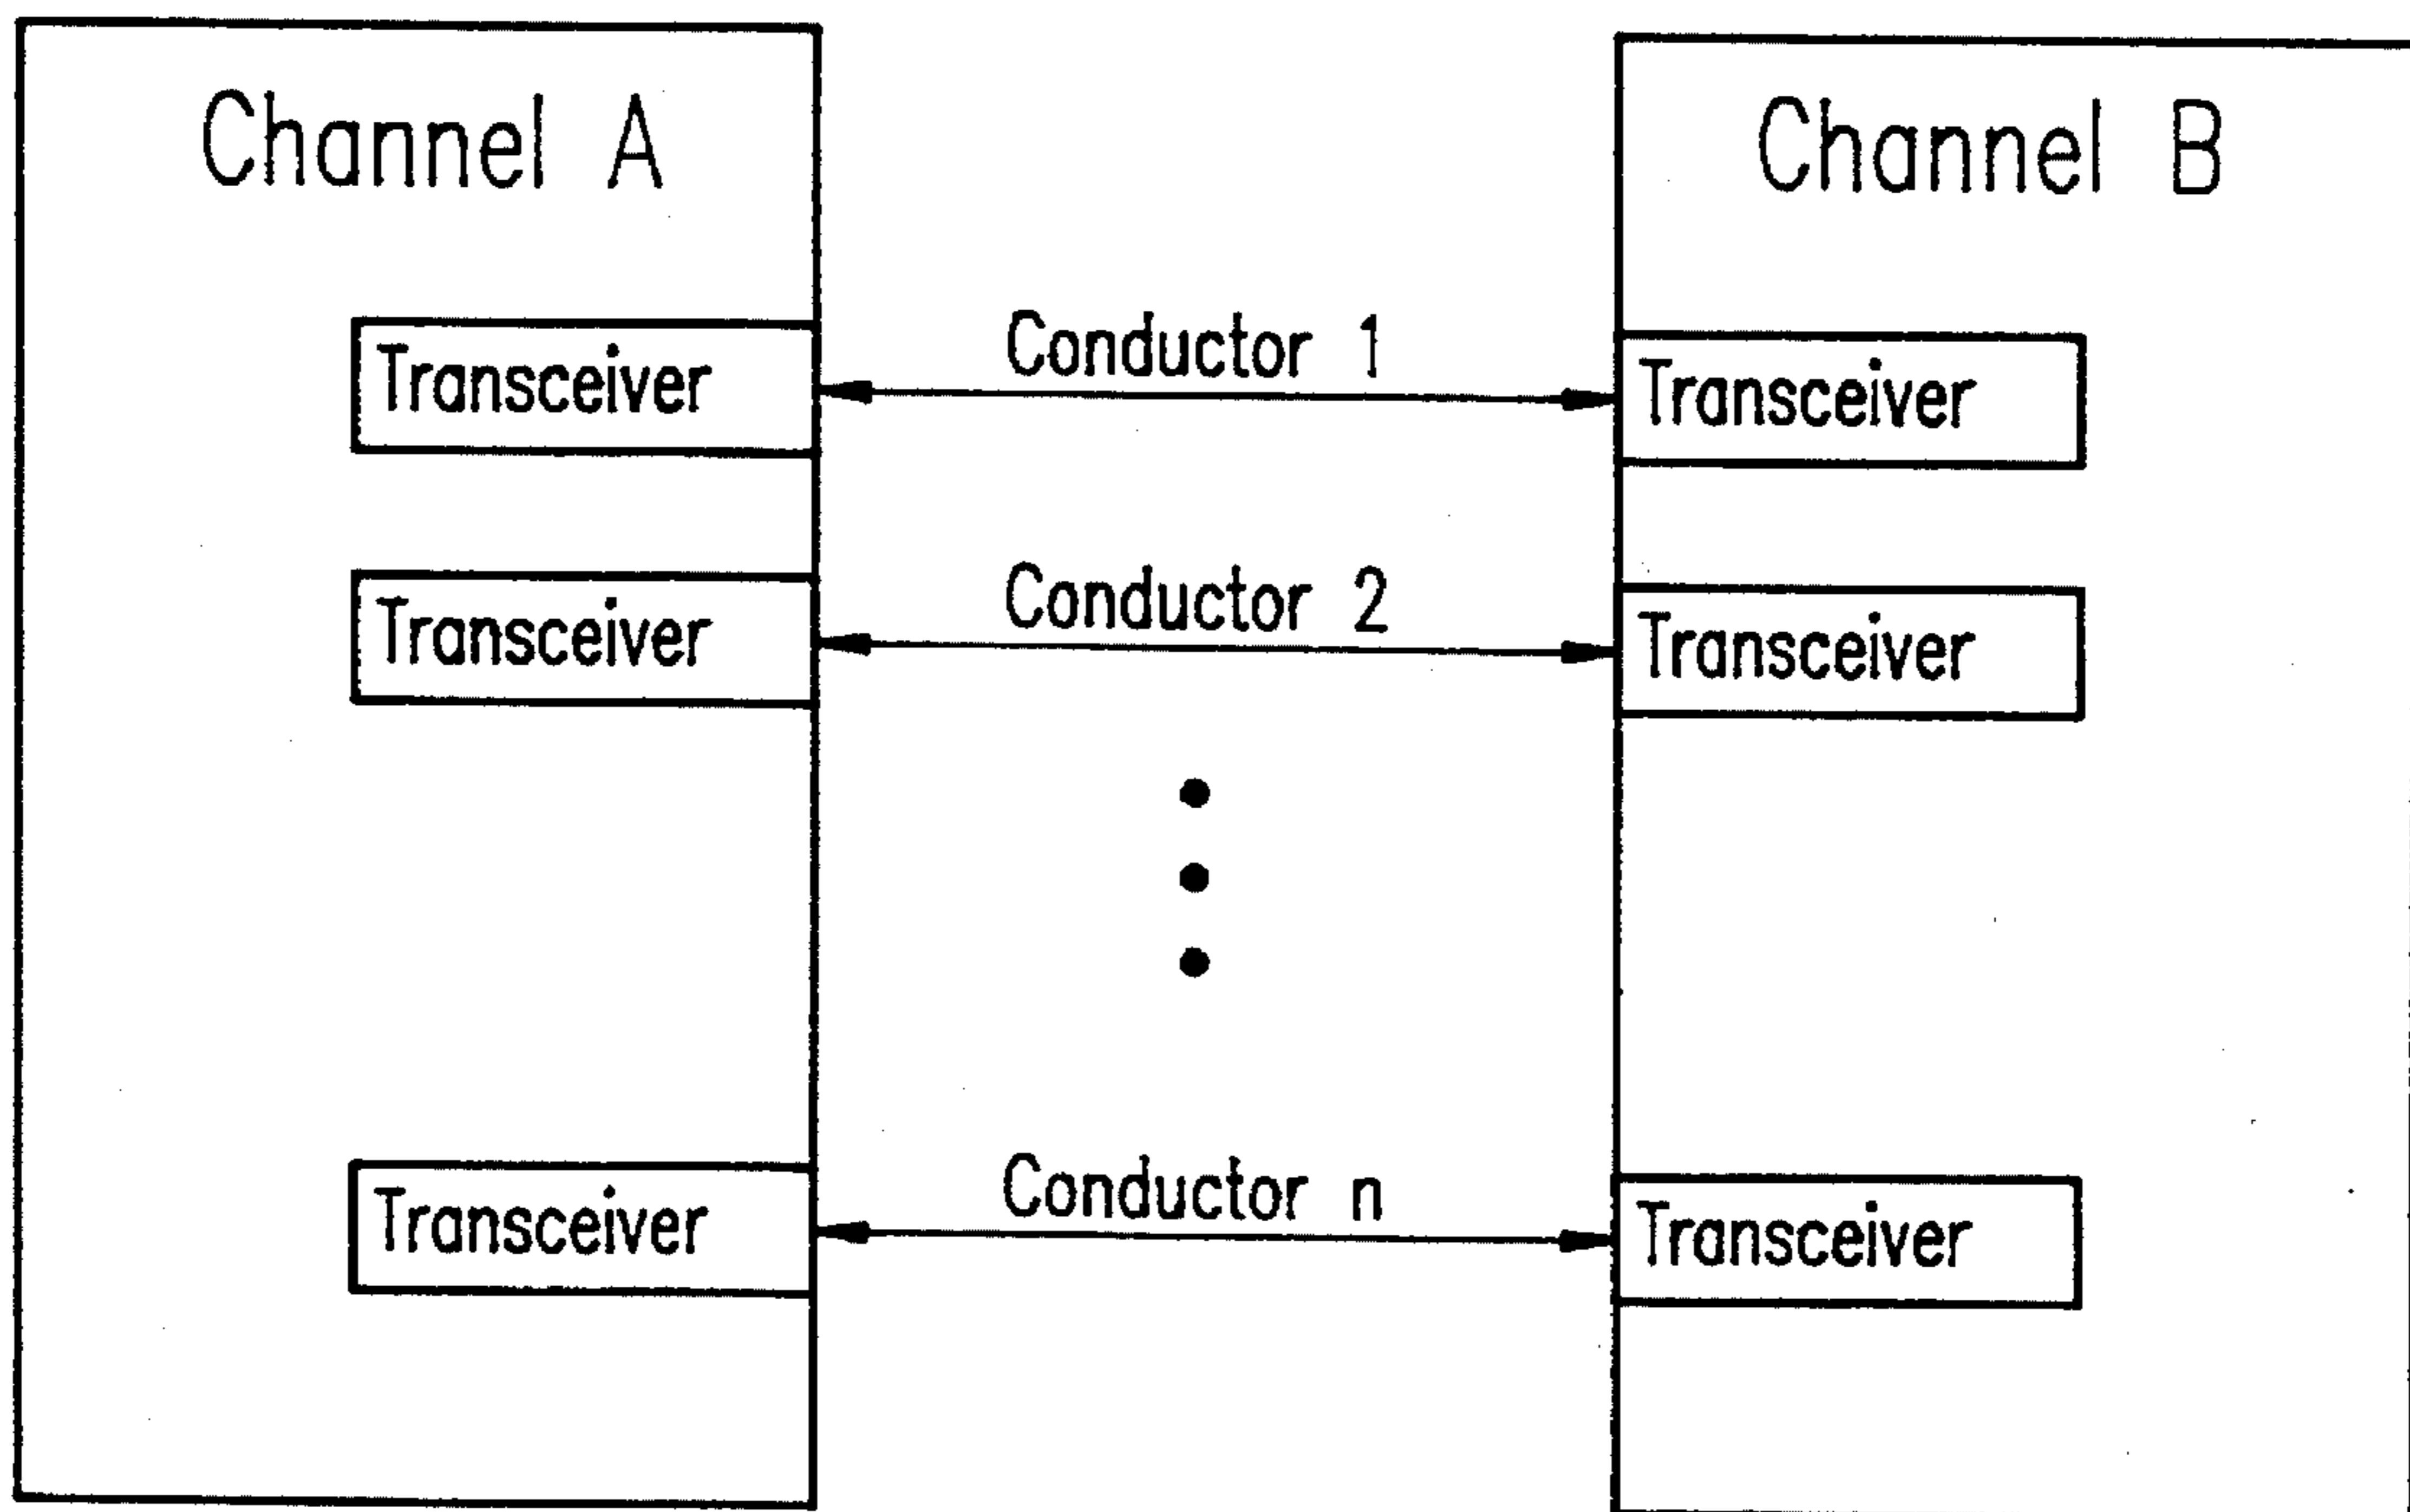 Channel A
Channel B
Conductor 1
Transceiver
Transceiver
Conductor 2
Transceiver
Transceiver
Conductor n
Transceiver
Transceiver